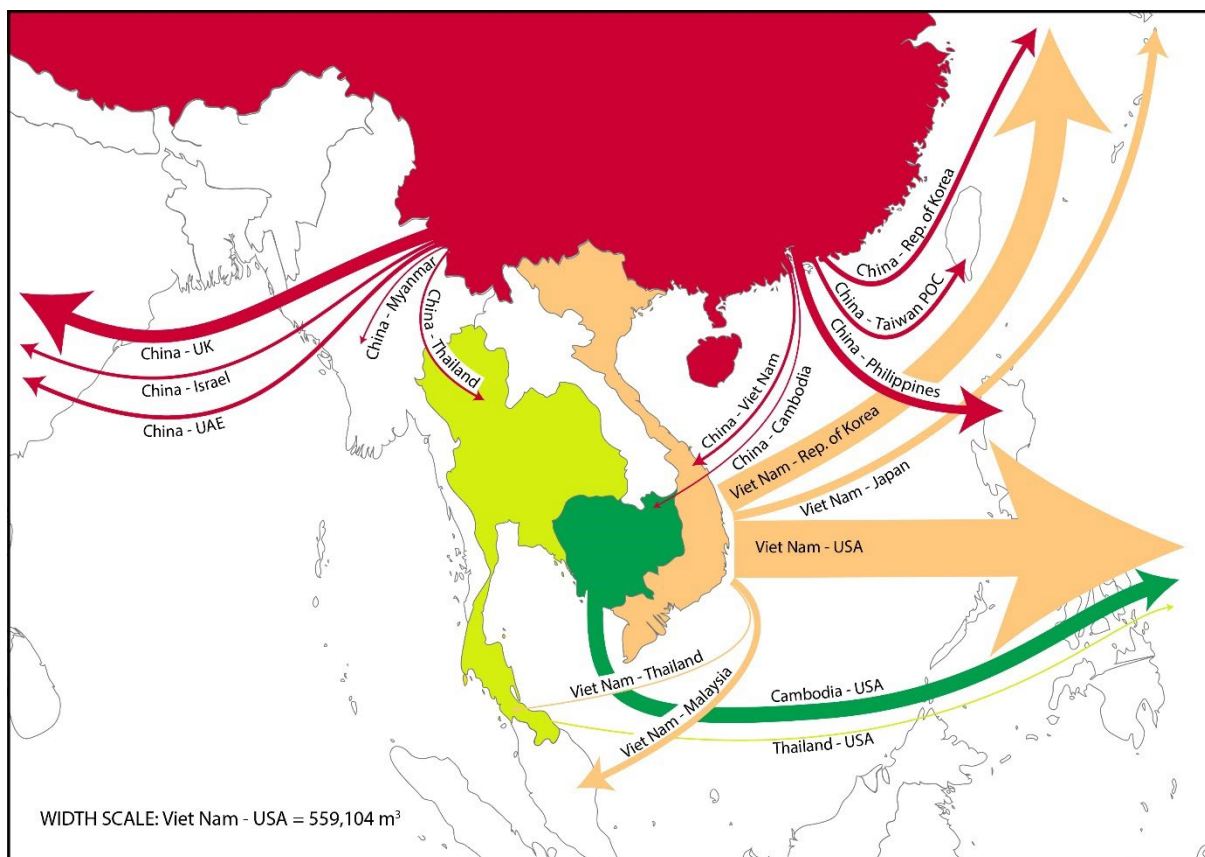 China - Rep. of Korea
China - Taiwan POC
China - Philippines
China - Myanmar
China - Thailand
China - UK
China - Israel
China - UAE
China - Viet Nam
China - Cambodia
Viet Nam - Rep. of Korea
Viet Nam - Japan
Viet Nam - USA
Viet Nam - Thailand
Viet Nam - Malaysia
Cambodia - USA
Thailand - USA
WIDTH SCALE: Viet Nam - USA = 559,104 m³